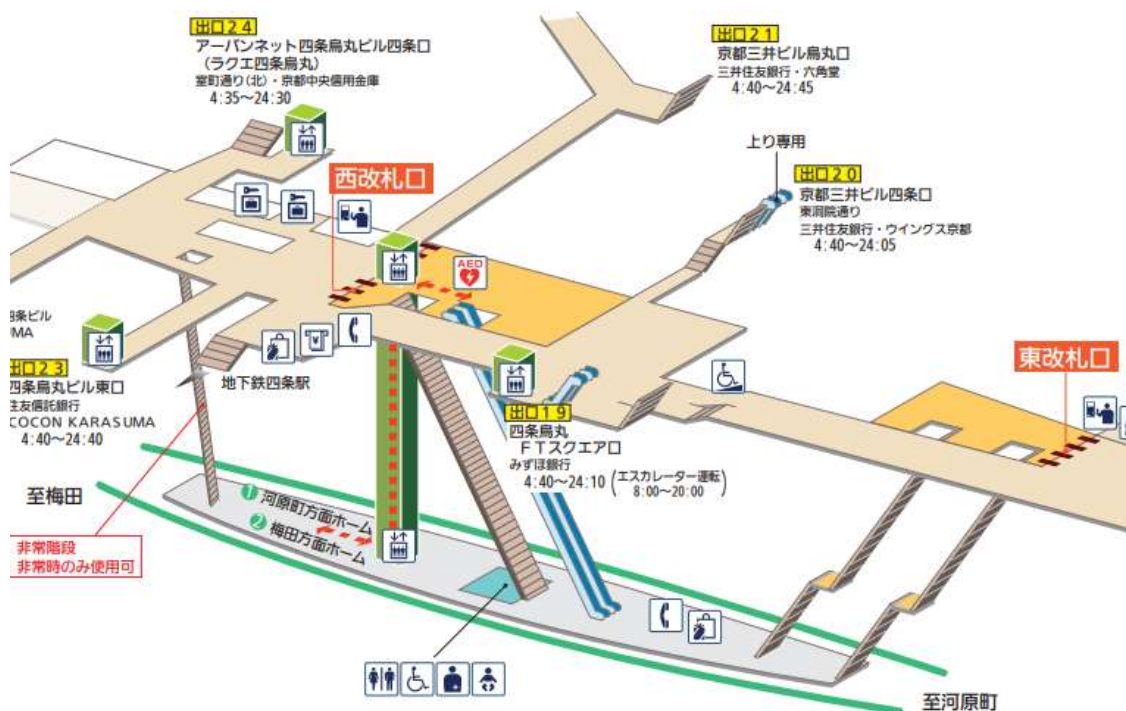 出口24
アーバンネット四条烏丸ビル四条口
（ラクエ四条烏丸）
室町通り(北)・京都中央信用金庫
4:35～24:30
出口21
京都三井ビル烏丸口
三井住友銀行・六角堂
4:40～24:45
上り専用
出口20
京都三井ビル四条口
東洞院通り
三井住友銀行・ウイングス京都
4:40～24:05
西改札口
AED
条ビル
UMA
出口23
四条烏丸ビル東口
住友信託銀行
COCON KARASUMA
4:40～24:40
地下鉄四条駅
東改札口
出口19
四条烏丸
FTスクエア口
みずほ銀行
4:40～24:10（エスカレーター運転
8:00～20:00）
至梅田
1 河原町方面ホーム
2 梅田方面ホーム
非常階段
非常時のみ使用可
至河原町